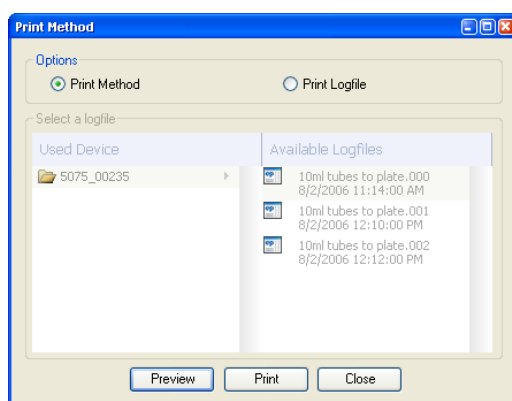 Print Method
Options
Print Method
Print Logfile
Select a logfile
Used Device
Available Logfiles
5075_00235
10ml tubes to plate.000
8/2/2006 11:14:00 AM
10ml tubes to plate.001
8/2/2006 12:10:00 PM
10ml tubes to plate.002
8/2/2006 12:12:00 PM
Preview
Print
Close